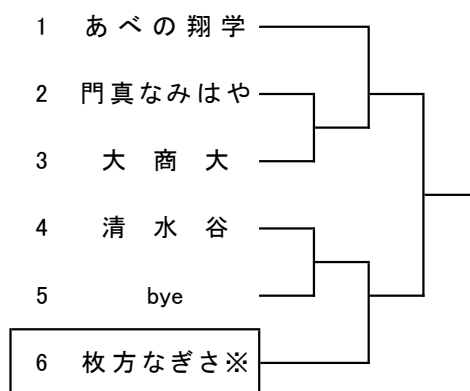 1 あべの翔学
2 門真なみはや
3 大商大
4 清水谷
5 bye
6 枚方なぎさ※